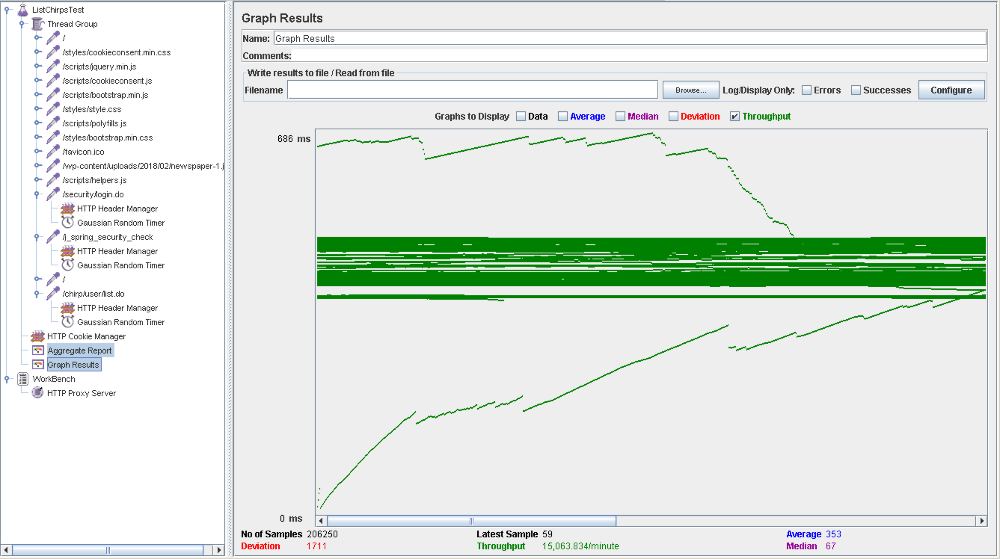 ListChirpsTest
Thread Group
/
/styles/cookieconsent.min.css
/scripts/jquery.min.js
/scripts/cookieconsent.js
/scripts/bootstrap.min.js
/styles/style.css
/scripts/polyfills.js
/styles/bootstrap.min.css
/favicon.ico
/wp-content/uploads/2018/02/newspaper-1.j
/scripts/helpers.js
/security/login.do
HTTP Header Manager
Gaussian Random Timer
/j_spring_security_check
HTTP Header Manager
Gaussian Random Timer
/
/chirp/user/list.do
HTTP Header Manager
Gaussian Random Timer
HTTP Cookie Manager
Aggregate Report
Graph Results
WorkBench
HTTP Proxy Server
Graph Results
Name: Graph Results
Comments:
Write results to file / Read from file
Filename Browse... Log/Display Only: Errors Successes Configure
Graphs to Display Data Average Median Deviation Throughput
686 ms
0 ms
No of Samples 206250 Latest Sample 59 Average 353
Deviation 1711 Throughput 15,063.834/minute Median 67